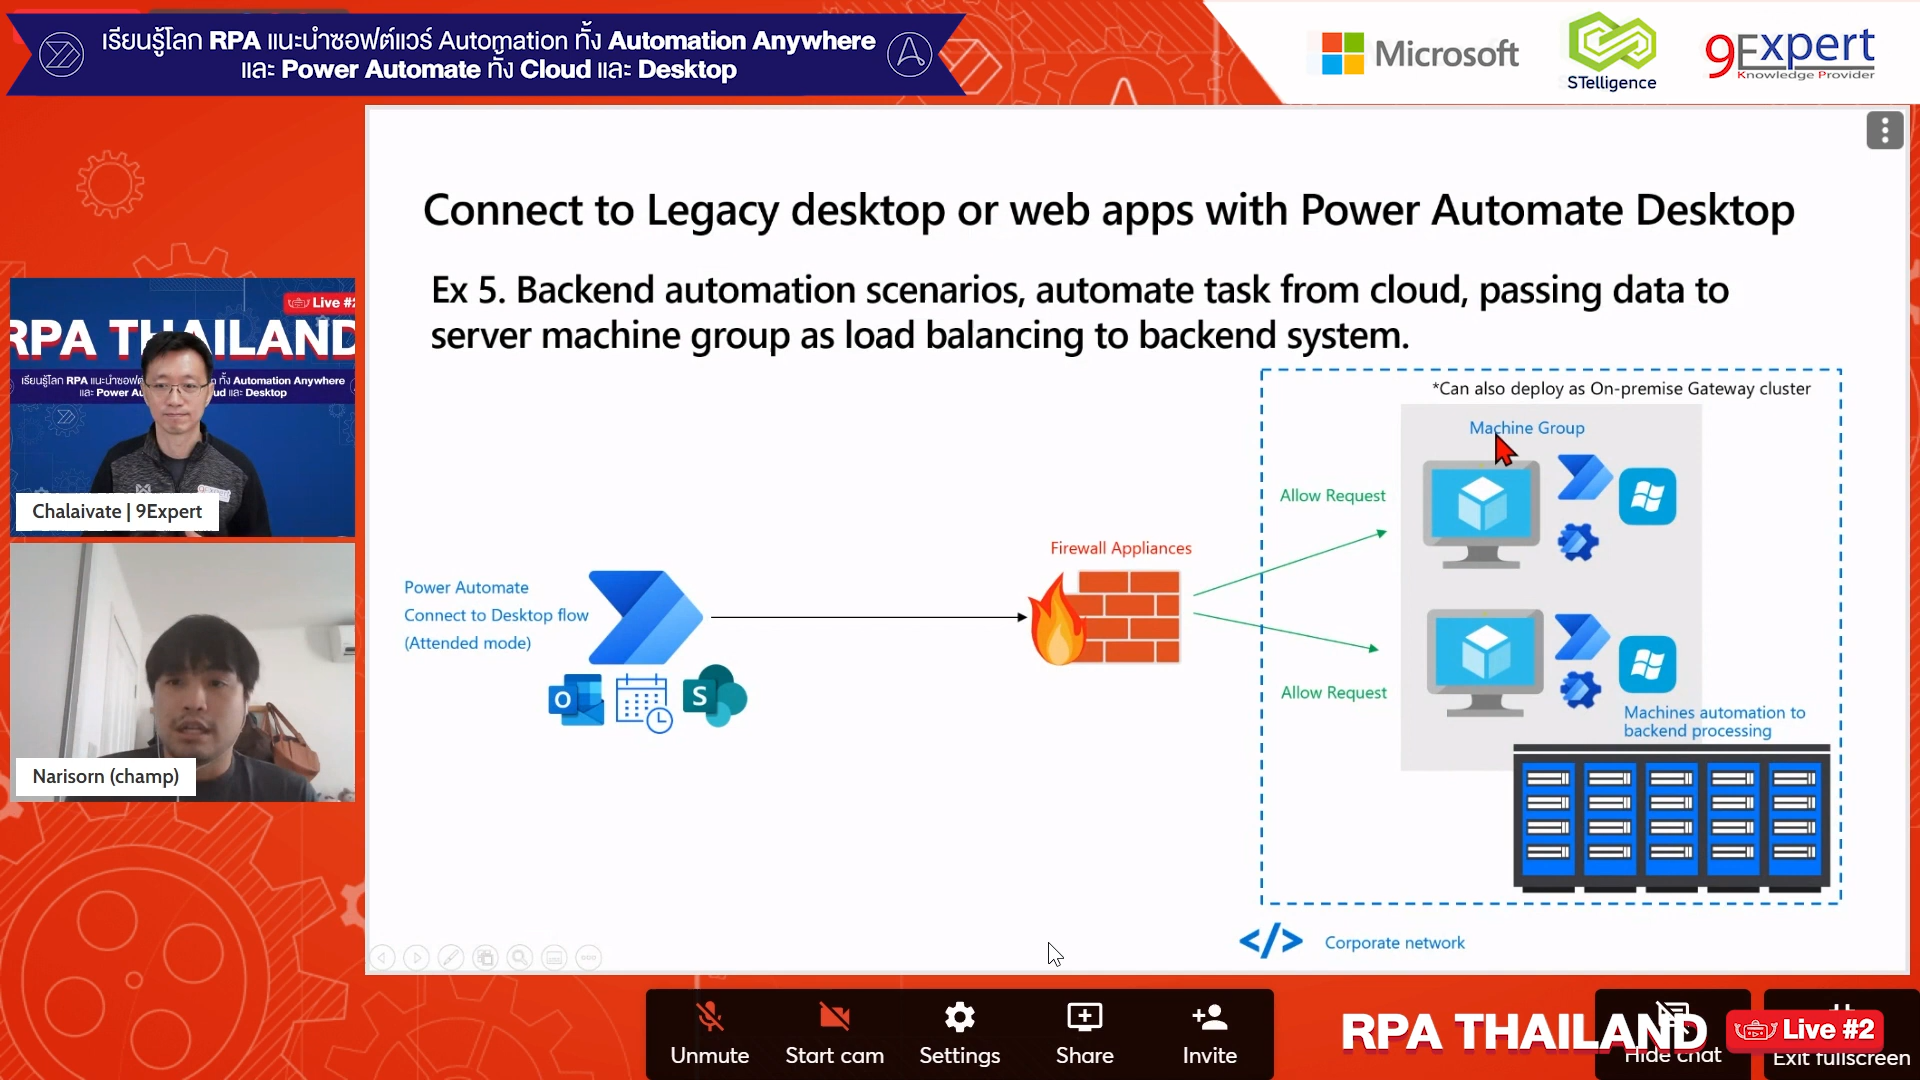 เรียนรู้โลก RPA แนะนำซอฟต์แวร์ Automation ทั้ง Automation Anywhere
และ Power Automate ทั้ง Cloud และ Desktop
Microsoft
STelligence
9Expert
Knowledge Provider
Connect to Legacy desktop or web apps with Power Automate Desktop
Ex 5. Backend automation scenarios, automate task from cloud, passing data to
server machine group as load balancing to backend system.
Live #2
RPA THAILAND
เรียนรู้โลก RPA แนะนำซอฟต์ ทั้ง Automation Anywhere
และ Power Au oud และ Desktop
Chalaivate | 9Expert
Narisorn (champ)
*Can also deploy as On-premise Gateway cluster
Machine Group
Allow Request
Firewall Appliances
Power Automate
Connect to Desktop flow
(Attended mode)
Allow Request
Machines automation to
backend processing
Corporate network
Unmute
Start cam
Settings
Share
Invite
RPA THAILAND
Live #2
Hide chat
Exit fullscreen